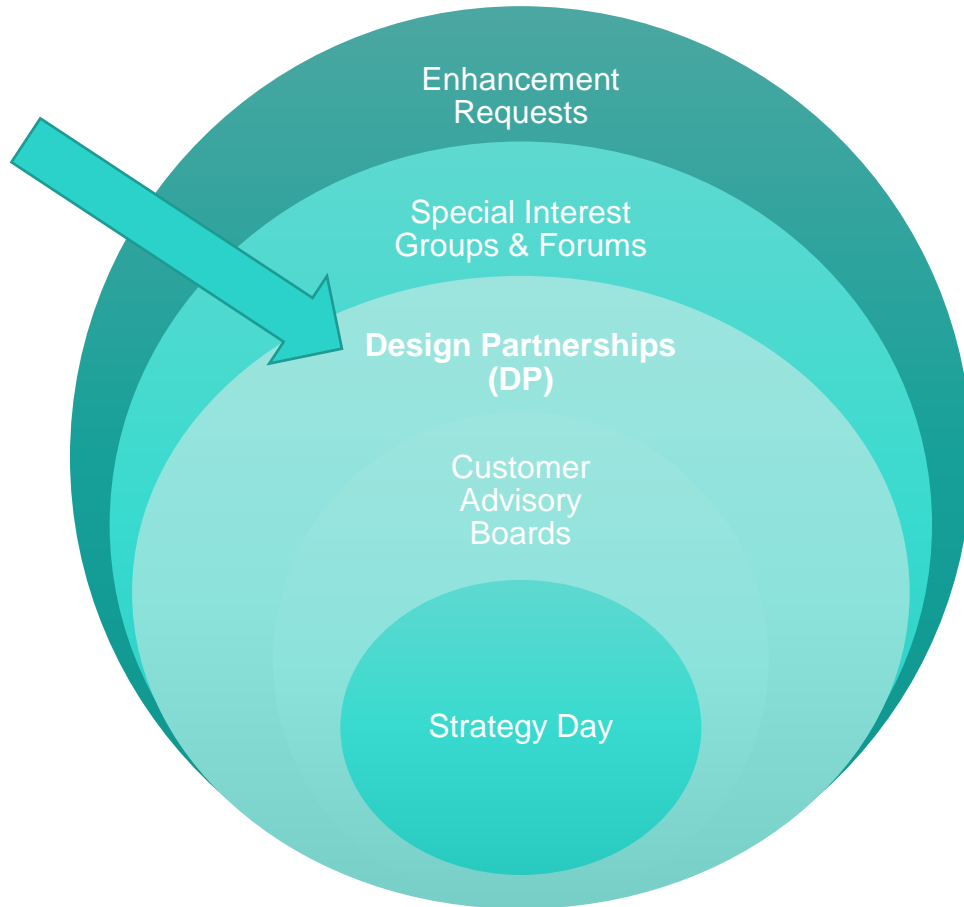 Enhancement
Requests
Special Interest
Groups & Forums
Design Partnerships
(DP)
Customer
Advisory
Boards
Strategy Day